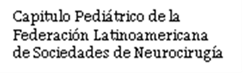 Capitulo Pediátrico de la
Federación Latinoamericana
de Sociedades de Neurocirugía